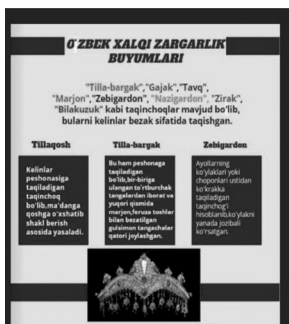 O'ZBEK XALQI ZARGARLIK
BUYUMLARI
"Tilla-bargak","Gajak","Tavq",
"Marjon","Zebigardon", "Nazigardon", "Zirak",
"Bilakuzuk" kabi taqinchoqlar mavjud bo'lib,
bularni kelinlar bezak sifatida taqishgan.
Tillaqosh
Kelinlar
peshonasiga
taqiladigan
taqinchoq
bo'lib,ma'danga
qoshga o'xshatib
shakl berish
asosida yasaladi.
Tilla-bargak
Bu ham peshonaga
taqiladigan
bo'lib,bir-biriga
ulangan to'rtburchak
tangalardan iborat va
yuqori qismida
marjon,feruza toshlar
bilan bezatilgan
gulsimon tangachalar
qatori joylashgan.
Zebigardon
Ayollarning
ko'ylaklari yoki
choponlari ustidan
ko'krakka
taqiladigan
taqinchog'i
hisoblanib,ko'ylakni
yanada jozibali
ko'rsatgan.